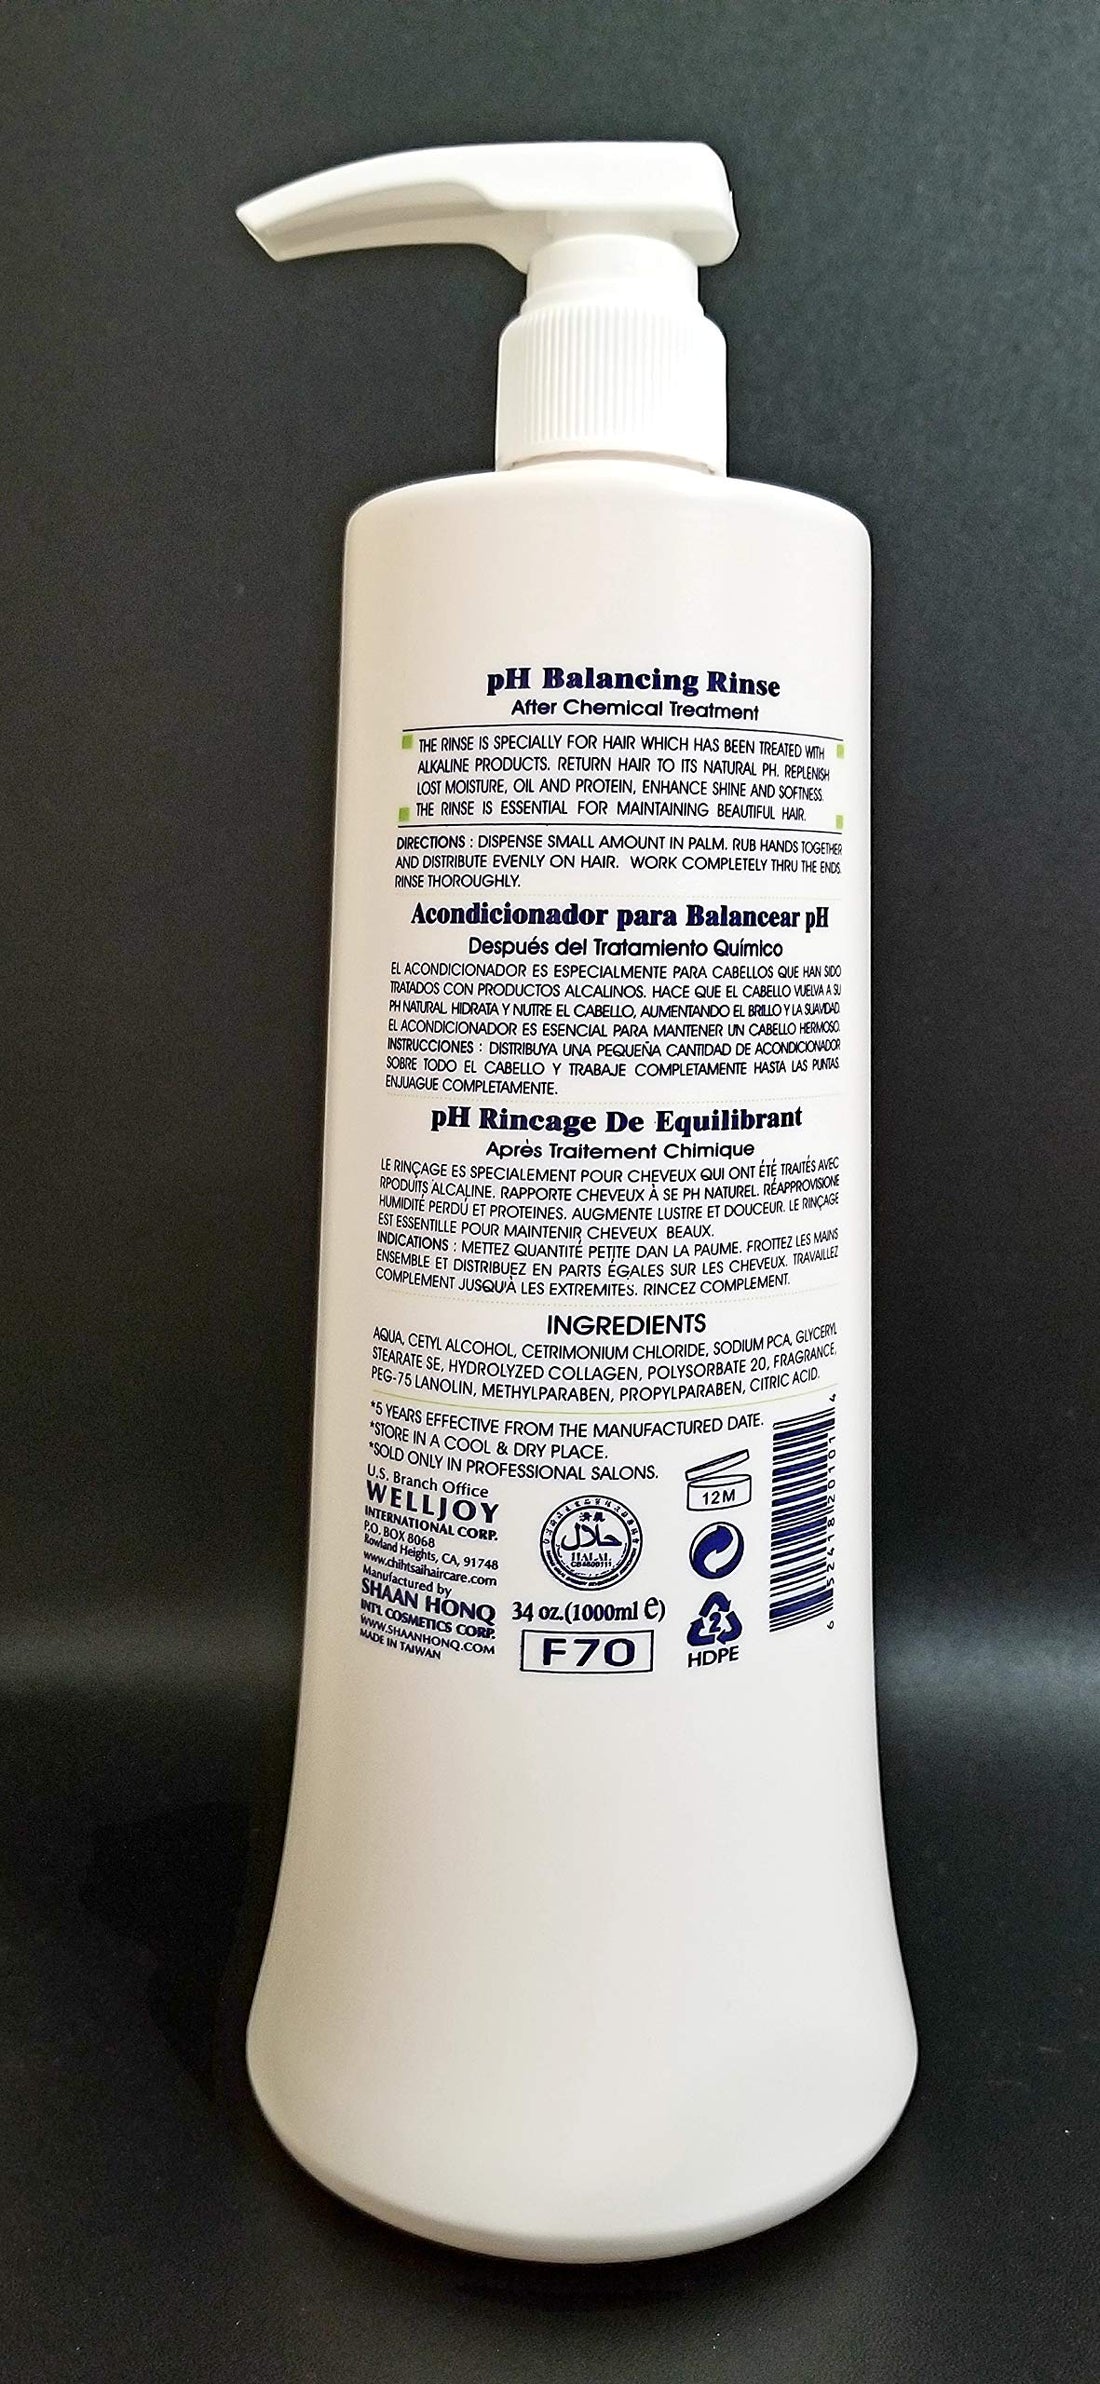 pH Balancing Rinse
After Chemical Treatment
THE RINSE IS SPECIALLY FOR HAIR WHICH HAS BEEN TREATED WITH
ALKALINE PRODUCTS. RETURN HAIR TO ITS NATURAL PH. REPLENISH
LOST MOISTURE, OIL AND PROTEIN, ENHANCE SHINE AND SOFTNESS.
THE RINSE IS ESSENTIAL FOR MAINTAINING BEAUTIFUL HAIR.
DIRECTIONS : DISPENSE SMALL AMOUNT IN PALM. RUB HANDS TOGETHER
AND DISTRIBUTE EVENLY ON HAIR. WORK COMPLETELY THRU THE ENDS.
RINSE THOROUGHLY.
Acondicionador para Balancear pH
Después del Tratamiento Químico
EL ACONDICIONADOR ES ESPECIALMENTE PARA CABELLOS QUE HAN SIDO
TRATADOS CON PRODUCTOS ALCALINOS. HACE QUE EL CABELLO VUELVA A SU
PH NATURAL. HIDRATA Y NUTRE EL CABELLO, AUMENTANDO EL BRILLO Y LA SUAVIDAD.
EL ACONDICIONADOR ES ESENCIAL PARA MANTENER UN CABELLO HERMOSO.
INSTRUCCIONES : DISTRIBUYA UNA PEQUEÑA CANTIDAD DE ACONDICIONADOR
SOBRE TODO EL CABELLO Y TRABAJE COMPLETAMENTE HASTA LAS PUNTAS.
ENJUAGUE COMPLETAMENTE.
pH Rincage De Equilibrant
Après Traitement Chimique
LE RINÇAGE ES SPECIALEMENT POUR CHEVEUX QUI ONT ÉTÉ TRAITÉS AVEC
RPODUITS ALCALINE. RAPPORTE CHEVEUX À SE PH NATUREL. RÉAPPROVISIONE
HUMIDITÉ PERDU ET PROTEINES. AUGMENTE LUSTRE ET DOUCEUR. LE RINÇAGE
EST ESSENTILLE POUR MAINTENIR CHEVEUX BEAUX.
INDICATIONS : METTEZ QUANTITÉ PETITE DAN LA PAUME. FROTTEZ LES MAINS
ENSEMBLE ET DISTRIBUEZ EN PARTS ÉGALES SUR LES CHEVEUX. TRAVAILLEZ
COMPLEMENT JUSQU'À LES EXTREMITES. RINCEZ COMPLEMENT.
INGREDIENTS
AQUA, CETYL ALCOHOL, CETRIMONIUM CHLORIDE, SODIUM PCA, GLYCERYL
STEARATE SE, HYDROLYZED COLLAGEN, POLYSORBATE 20, FRAGRANCE,
PEG-75 LANOLIN, METHYLPARABEN, PROPYLPARABEN, CITRIC ACID.
*5 YEARS EFFECTIVE FROM THE MANUFACTURED DATE.
*STORE IN A COOL & DRY PLACE.
*SOLD ONLY IN PROFESSIONAL SALONS.
U.S. Branch Office
WELLJOY
INTERNATIONAL CORP.
P.O. BOX 8068
Rowland Heights, CA, 91748
www.chihtsaihaircare.com
Manufactured by
SHAAN HONQ
INT'L COSMETICS CORP.
WWW.SHAANHONQ.COM
MADE IN TAIWAN
清真
حلال
HALAL
34 oz.(1000ml e)
F70
12M
2
HDPE